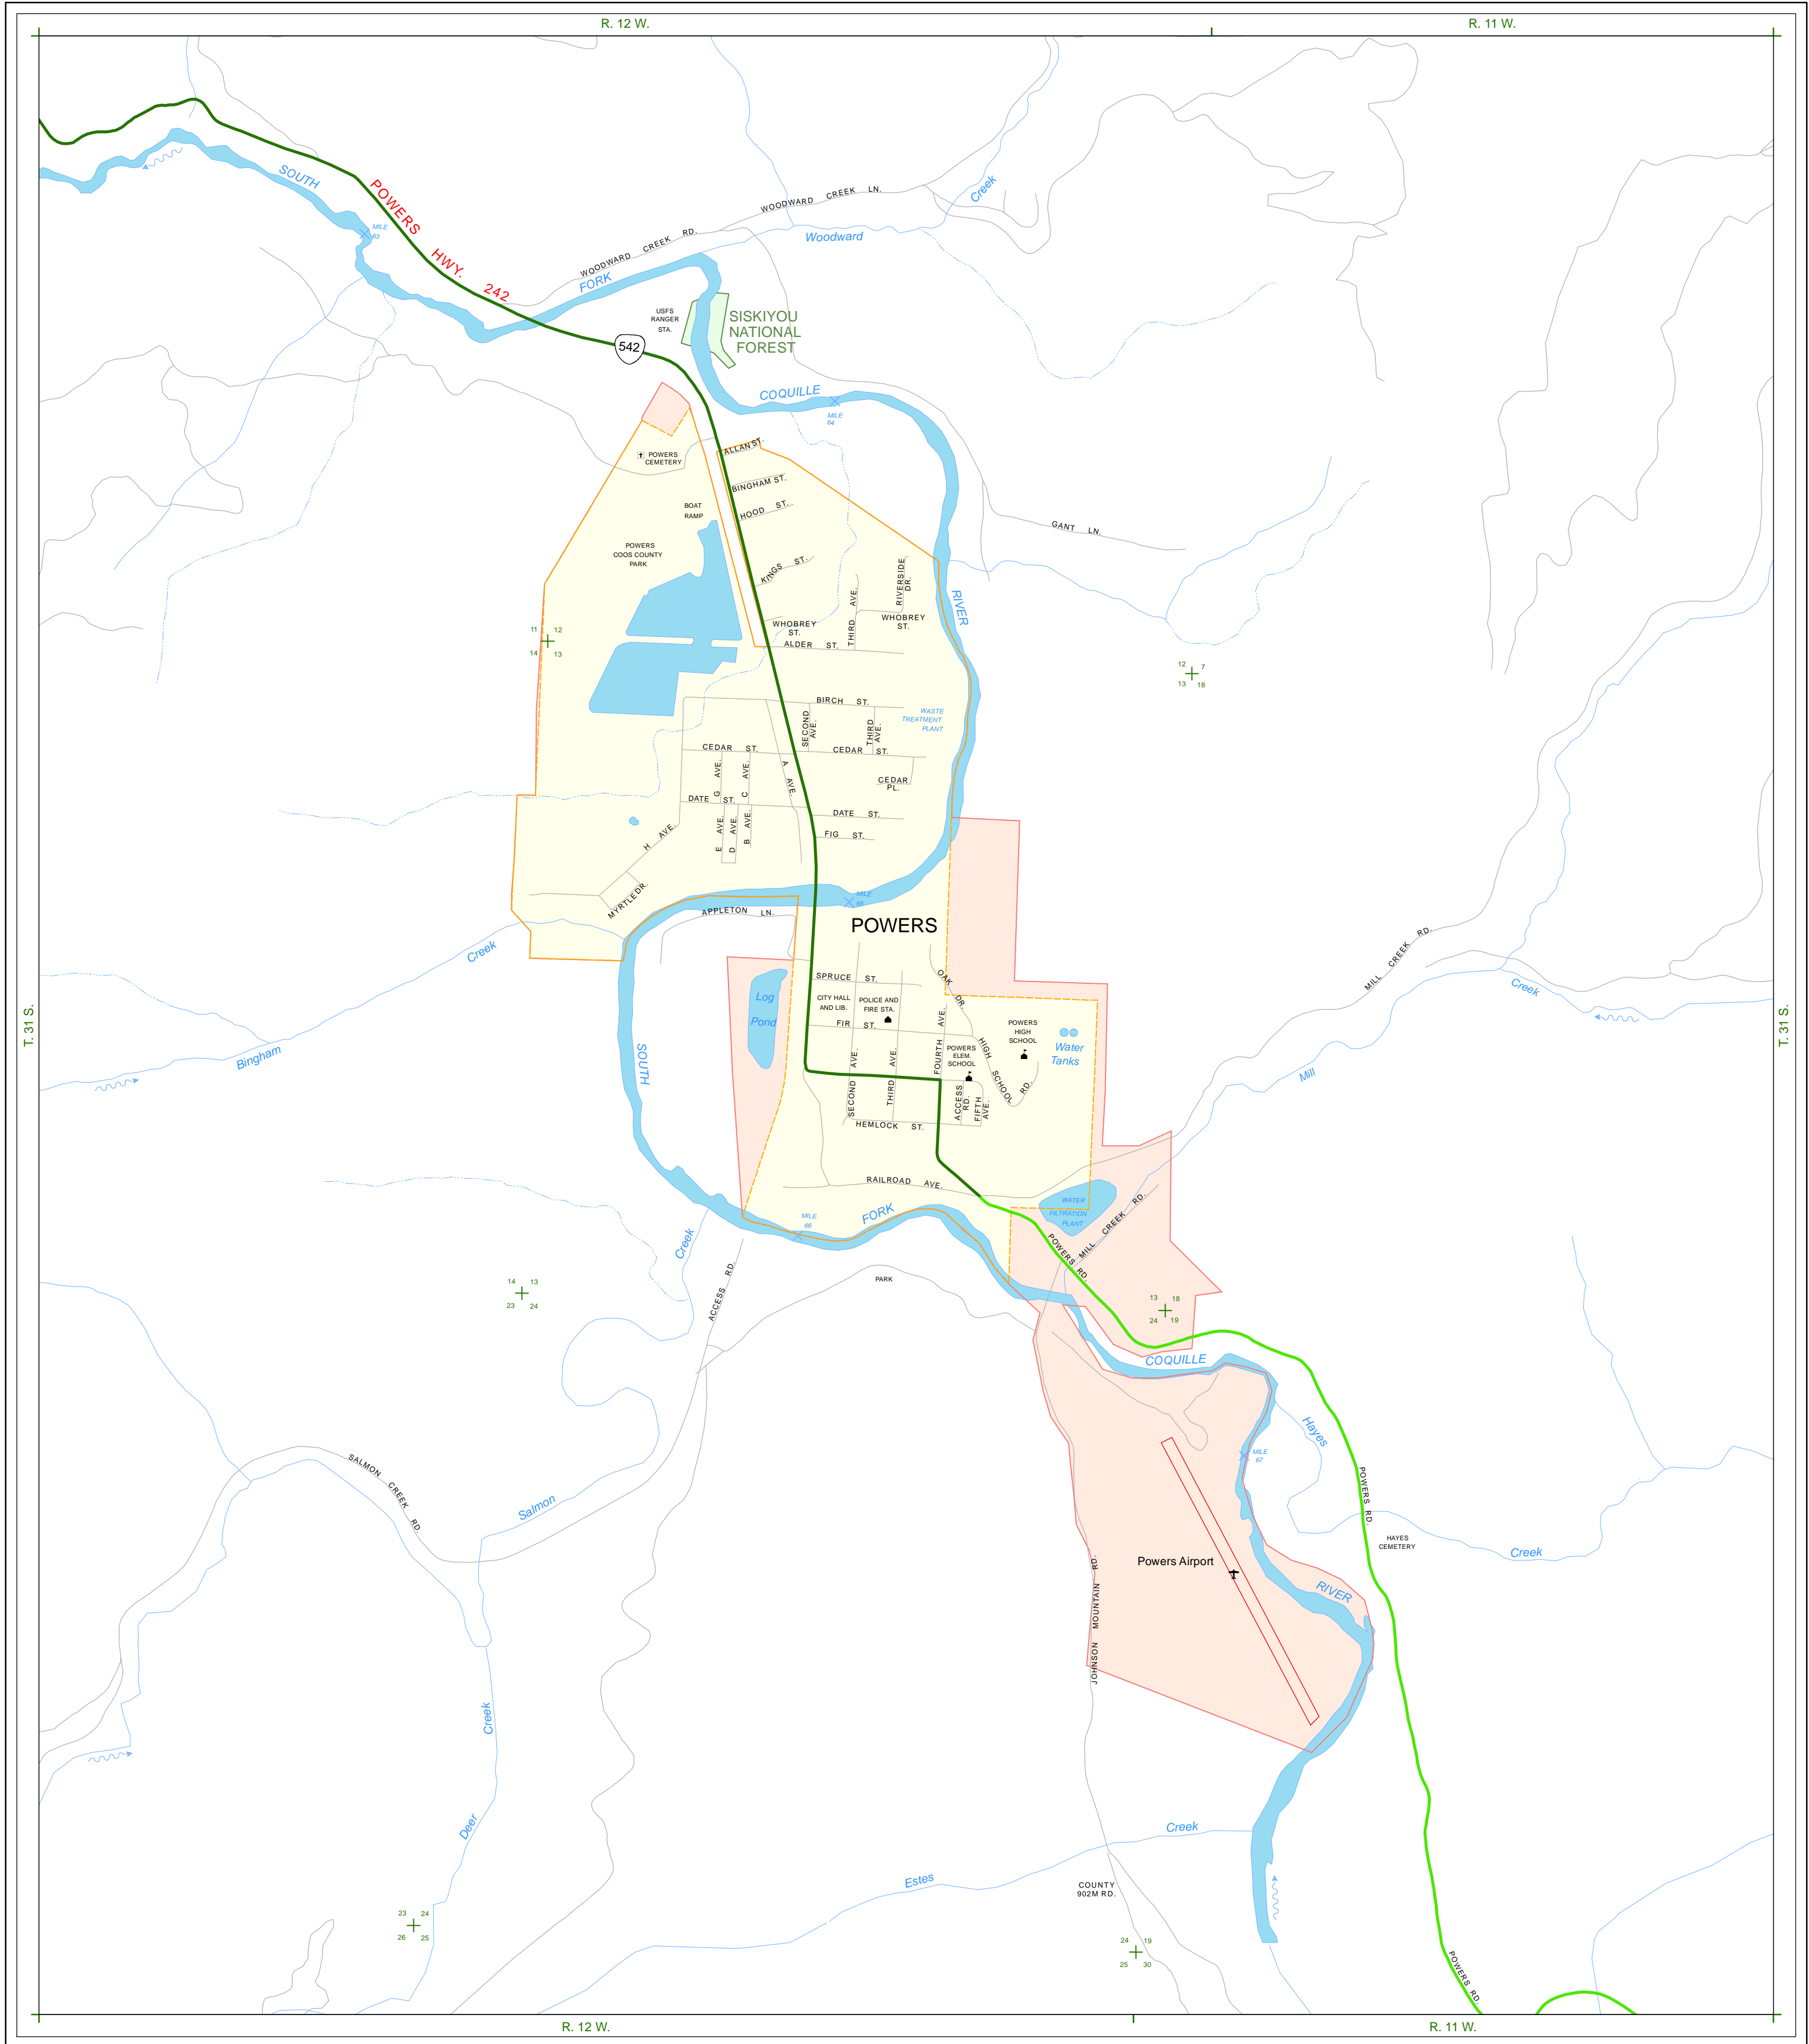 R. 12 W.
R. 11 W.
SOUTH
POWERS
HWY.
242
MILE
63
WOODWARD CREEK RD.
WOODWARD CREEK LN.
Creek
Woodward
FORK
USFS
RANGER
STA.
SISKIYOU
NATIONAL
FOREST
542
COQUILLE
MILE
64
ALLAN ST.
POWERS
CEMETERY
BINGHAM ST.
BOAT
RAMP
HOOD ST.
GANT LN.
POWERS
COOS COUNTY
PARK
KINGS ST.
RIVERSIDE
DR.
THIRD AVE.
RIVER
WHOBREY
ST.
WHOBREY
ST.
ALDER ST.
11 12
14 13
12 7
13 18
BIRCH ST.
SECOND
AVE.
THIRD
AVE.
WASTE
TREATMENT
PLANT
CEDAR ST.
CEDAR ST.
G AVE.
C AVE.
A AVE.
CEDAR
PL.
DATE ST.
DATE ST.
H AVE.
E AVE.
D AVE.
B AVE.
FIG ST.
MYRTLE DR.
MILE
65
APPLETON LN.
POWERS
Creek
MILL CREEK RD.
SPRUCE ST.
OAK DR.
Creek
Log
Pond
CITY HALL
AND LIB.
POLICE AND
FIRE STA.
FIR ST.
POWERS
HIGH
SCHOOL
T. 31 S.
T. 31 S.
Bingham
SOUTH
Water
Tanks
POWERS
ELEM.
SCHOOL
HIGH SCHOOL RD.
FOURTH AVE.
SECOND AVE.
THIRD AVE.
ACCESS
RD.
FIFTH
AVE.
Mill
HEMLOCK ST.
RAILROAD AVE.
WATER
FILTRATION
PLANT
MILL CREEK RD.
MILE
66
FORK
Creek
POWERS RD.
ACCESS RD.
PARK
14 13
23 24
13 18
24 19
COQUILLE
Hayes
MILE
67
SALMON CREEK RD.
Salmon
POWERS RD.
HAYES
CEMETERY
Creek
Powers Airport
RIVER
JOHNSON MOUNTAIN RD.
Creek
Deer
Creek
Estes
COUNTY
902M RD.
23 24
26 25
24 19
25 30
POWERS RD.
R. 12 W.
R. 11 W.